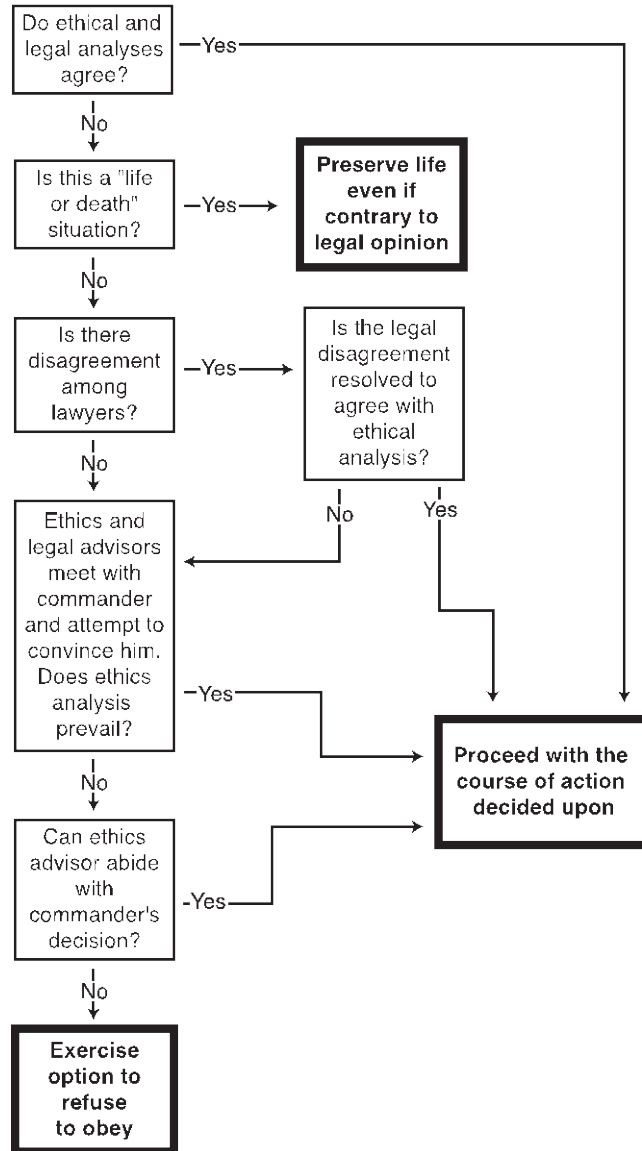 Do ethical and
legal analyses
agree?
Yes
No
Is this a "life
or death"
situation?
Yes
Preserve life
even if
contrary to
legal opinion
No
Is there
disagreement
among
lawyers?
Yes
Is the legal
disagreement
resolved to
agree with
ethical
analysis?
No
No
Yes
Ethics and
legal advisors
meet with
commander
and attempt to
convince him.
Does ethics
analysis
prevail?
Yes
Proceed with the
course of action
decided upon
No
Can ethics
advisor abide
with
commander's
decision?
Yes
No
Exercise
option to
refuse
to obey